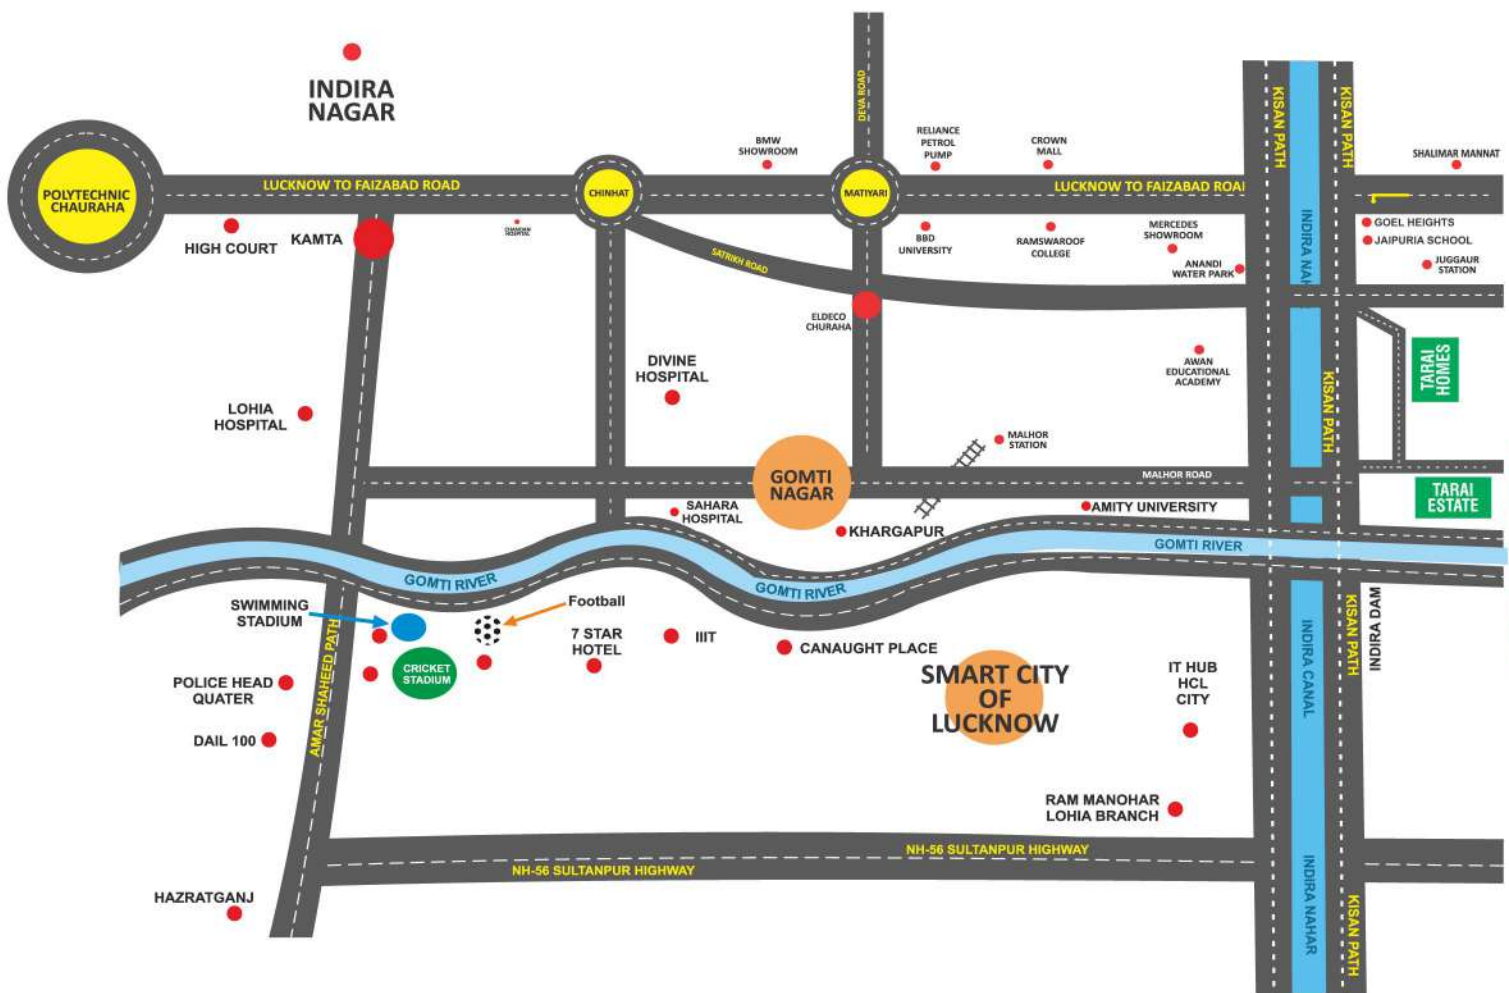 INDIRA
NAGAR
POLYTECHNIC
CHAURAHA
LUCKNOW TO FAIZABAD ROAD
CHINHAT
BMW
SHOWROOM
DEVA ROAD
MATIYARI
RELIANCE
PETROL
PUMP
CROWN
MALL
LUCKNOW TO FAIZABAD ROAD
KISAN PATH
KISAN PATH
SHALIMAR MANNAT
HIGH COURT
KAMTA
CHANDAN
HOSPITAL
SATRIKH ROAD
BBD
UNIVERSITY
RAMSWAROOF
COLLEGE
MERCEDES
SHOWROOM
ANANDI
WATER PARK
INDIRA NAH
GOEL HEIGHTS
JAIPURIA SCHOOL
JUGGAUR
STATION
ELDECO
CHURAHA
DIVINE
HOSPITAL
AWAN
EDUCATIONAL
ACADEMY
KISAN PATH
TARAI
HOMES
LOHIA
HOSPITAL
GOMTI
NAGAR
MALHOR
STATION
MALHOR ROAD
TARAI
ESTATE
SAHARA
HOSPITAL
KHARGAPUR
AMITY UNIVERSITY
GOMTI RIVER
GOMTI RIVER
GOMTI RIVER
SWIMMING
STADIUM
Football
7 STAR
HOTEL
IIIT
CANAUGHT PLACE
CRICKET
STADIUM
AMAR SHAHEED PATH
POLICE HEAD
QUATER
DAIL 100
SMART CITY
OF
LUCKNOW
IT HUB
HCL
CITY
INDIRA CANAL
KISAN PATH
INDIRA DAM
RAM MANOHAR
LOHIA BRANCH
NH-56 SULTANPUR HIGHWAY
NH-56 SULTANPUR HIGHWAY
HAZRATGANJ
INDIRA NAHAR
KISAN PATH